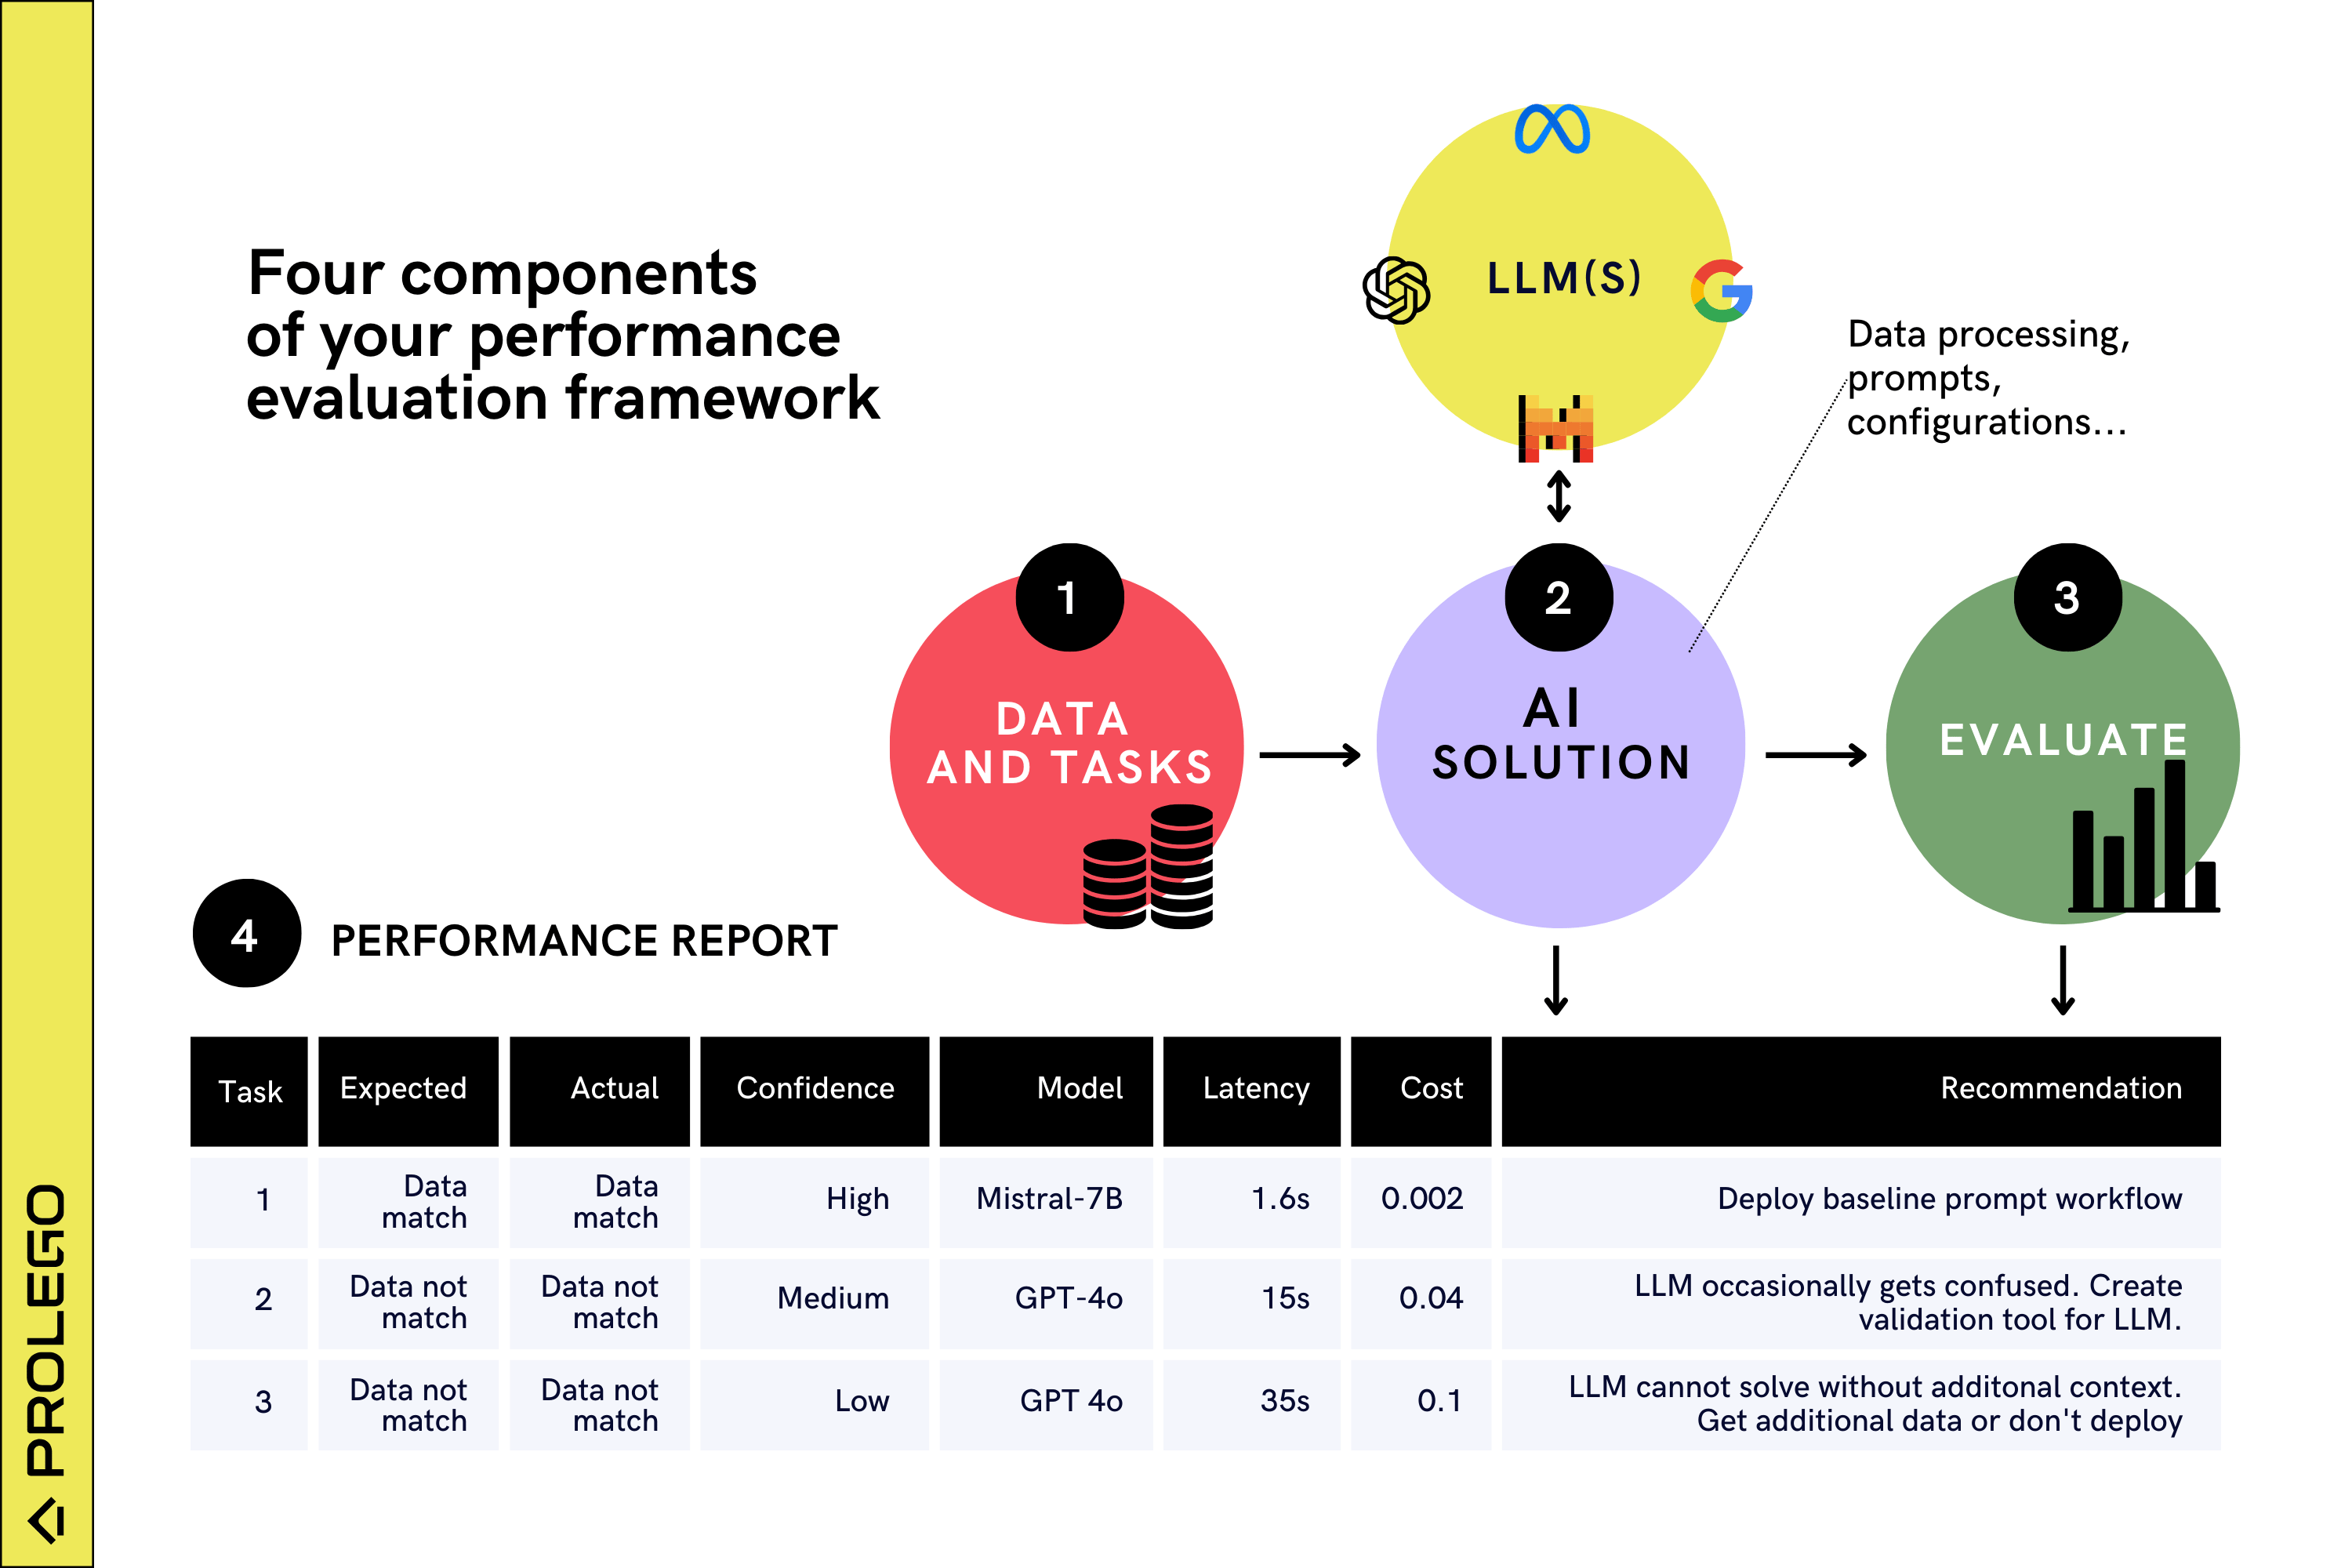 PROLEGO
Four components
of your performance
evaluation framework
LLM(S)
Data processing,
prompts,
configurations...
1
DATA
AND TASKS
2
AI
SOLUTION
3
EVALUATE
4
PERFORMANCE REPORT
Task Expected Actual Confidence Model Latency Cost Recommendation
1 Data match Data match High Mistral-7B 1.6s 0.002 Deploy baseline prompt workflow
2 Data not match Data not match Medium GPT-4o 15s 0.04 LLM occasionally gets confused. Create validation tool for LLM.
3 Data not match Data not match Low GPT 4o 35s 0.1 LLM cannot solve without additonal context. Get additional data or don't deploy